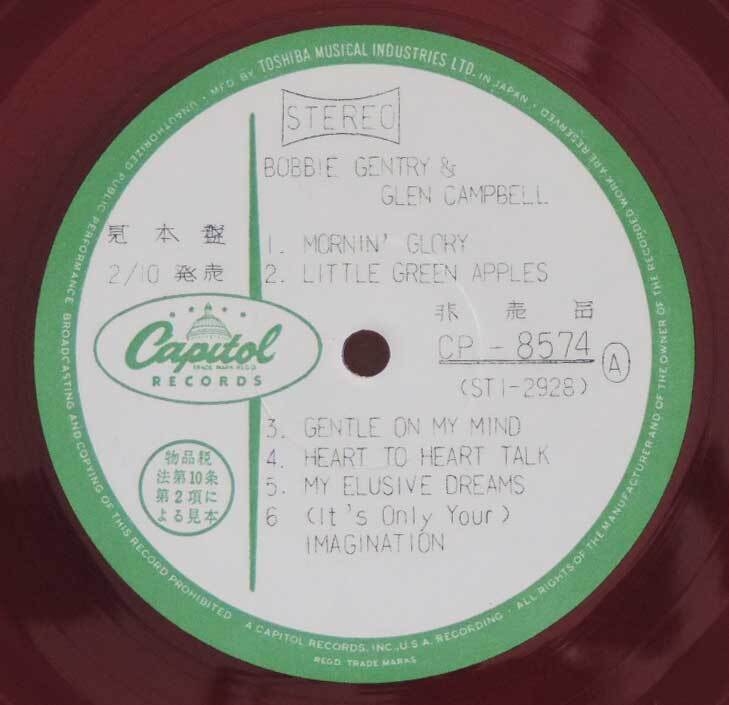 UNAUTHORIZED PUBLIC PERFORMANCE BROADCASTING AND COPYING OF THIS RECORD PROHIBITED
MFD. BY TOSHIBA MUSICAL INDUSTRIES LTD. IN JAPAN
ALL RIGHTS OF THE MANUFACTURER AND OF THE OWNER OF THE RECORDED WORK ARE RESERVED
STEREO
BOBBIE GENTRY &
GLEN CAMPBELL
見本盤
2/10 発売
1. MORNIN' GLORY
2. LITTLE GREEN APPLES
非売品
CP-8574 A
(ST1-2928)
Capitol
TRADE MARK REGD
RECORDS
3. GENTLE ON MY MIND
4. HEART TO HEART TALK
5. MY ELUSIVE DREAMS
6 (It's Only Your)
IMAGINATION
物品税
法第10条
第2項に
よる見本
A CAPITOL RECORDS, INC., U.S.A. RECORDING
REGD. TRADE MARKS